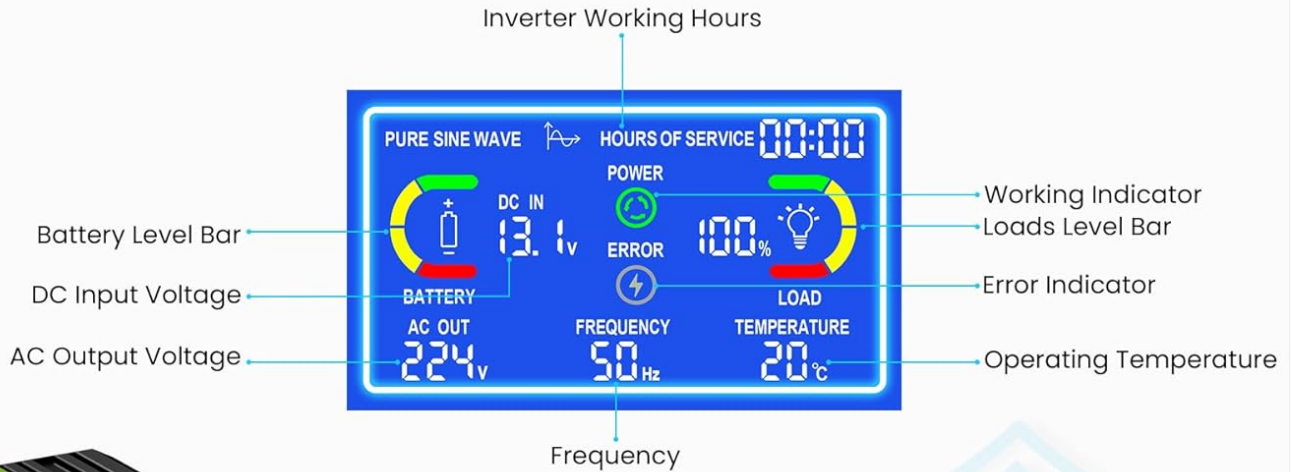 Inverter Working Hours
PURE SINE WAVE HOURS OF SERVICE 00:00
POWER
Working Indicator
DC IN
Loads Level Bar
Battery Level Bar
13.1v
ERROR
100%
DC Input Voltage
BATTERY
LOAD
Error Indicator
AC OUT
FREQUENCY
TEMPERATURE
AC Output Voltage
224v
50Hz
20°C
Operating Temperature
Frequency